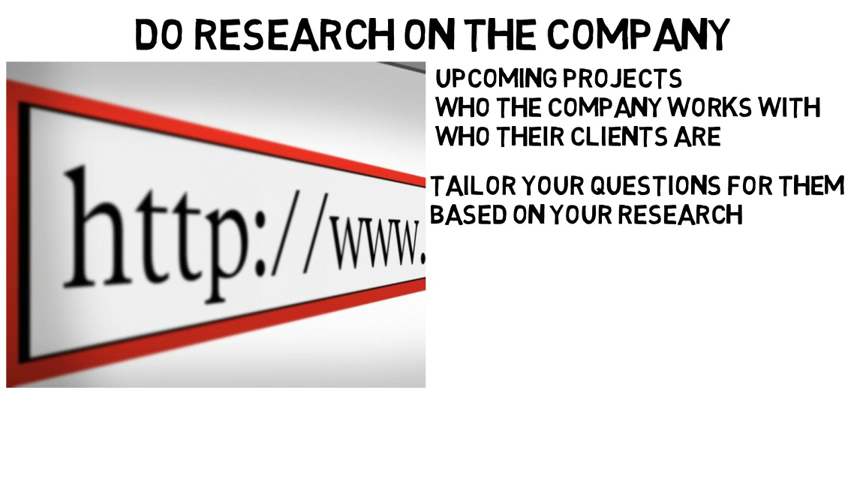 DO RESEARCH ON THE COMPANY
http://www.
UPCOMING PROJECTS
WHO THE COMPANY WORKS WITH
WHO THEIR CLIENTS ARE
TAILOR YOUR QUESTIONS FOR THEM
BASED ON YOUR RESEARCH